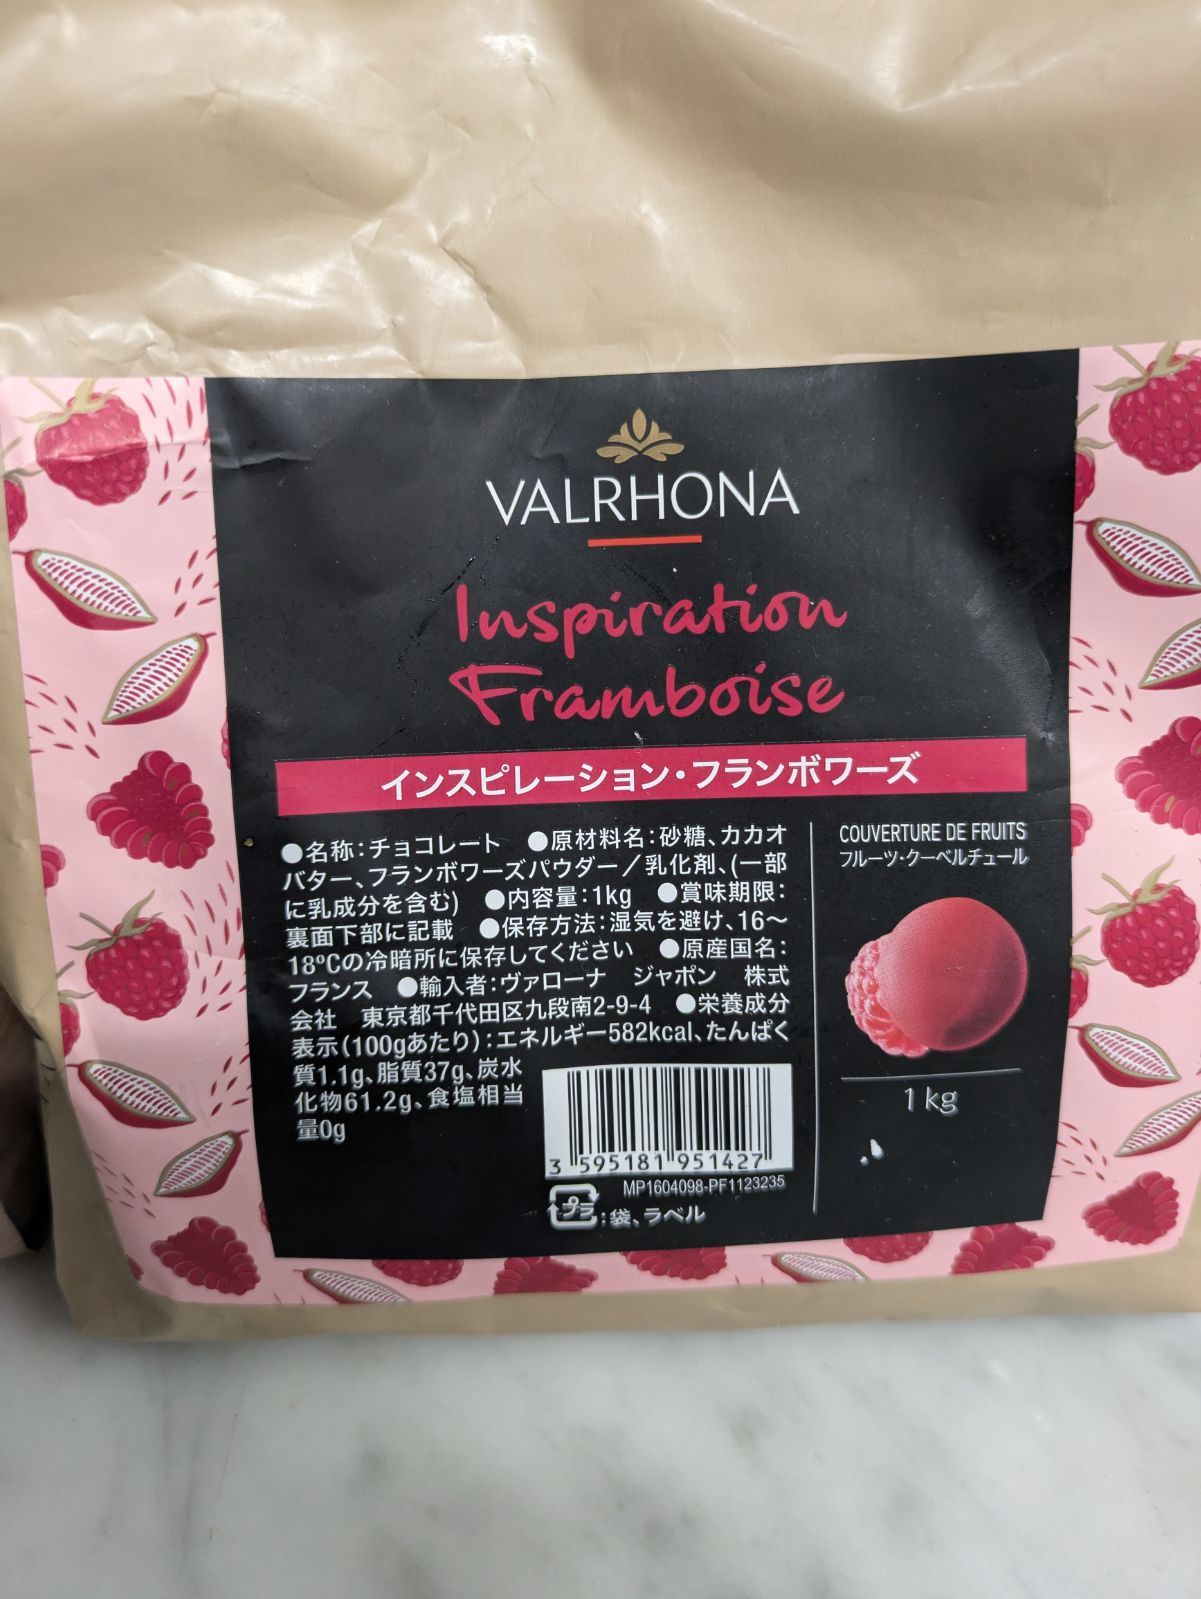 VALRHONA
Inspiration
Framboise
インスピレーション・フランボワーズ
●名称：チョコレート　●原材料名：砂糖、カカオ
バター、フランボワーズパウダー／乳化剤、(一部
に乳成分を含む)　●内容量：1kg　●賞味期限：
裏面下部に記載　●保存方法：湿気を避け、16〜
18℃の冷暗所に保存してください　●原産国名：
フランス　●輸入者：ヴァローナ　ジャポン　株式
会社　東京都千代田区九段南2-9-4　●栄養成分
表示(100gあたり)：エネルギー582kcal、たんぱく
質1.1g、脂質37g、炭水
化物61.2g、食塩相当
量0g
3 595181 951427
MP1604098-PF1123235
プラ：袋、ラベル
COUVERTURE DE FRUITS
フルーツ・クーベルチュール
1 kg